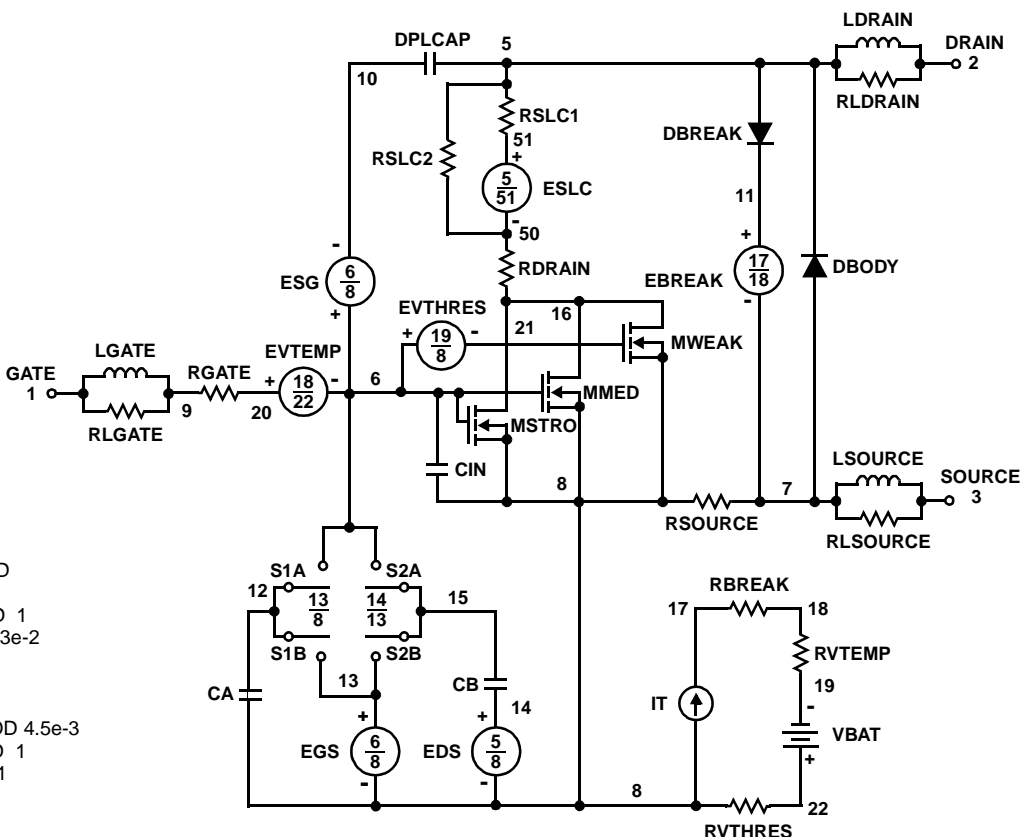 LDRAIN
DPLCAP
5
DRAIN
2
10
RLDRAIN
RSLC1
DBREAK
51
RSLC2
+
5
51
ESLC
11
-
50
-
+
17
18
EBREAK
DBODY
RDRAIN
6
8
ESG
EVTHRES
16
-
+
19
8
-
21
MWEAK
LGATE
EVTEMP
GATE
1
RGATE
+
18
22
-
6
MMED
9
20
RLGATE
MSTRO
LSOURCE
CIN
8
7
SOURCE
3
RSOURCE
RLSOURCE
D
S1A
S2A
RBREAK
12
13
8
14
13
15
17
18
D 1
3e-2
S1B
S2B
RVTEMP
13
CB
19
CA
IT
-
14
OD 4.5e-3
+
+
VBAT
D 1
EGS
6
8
EDS
5
8
+
1
-
-
8
22
RVTHRES